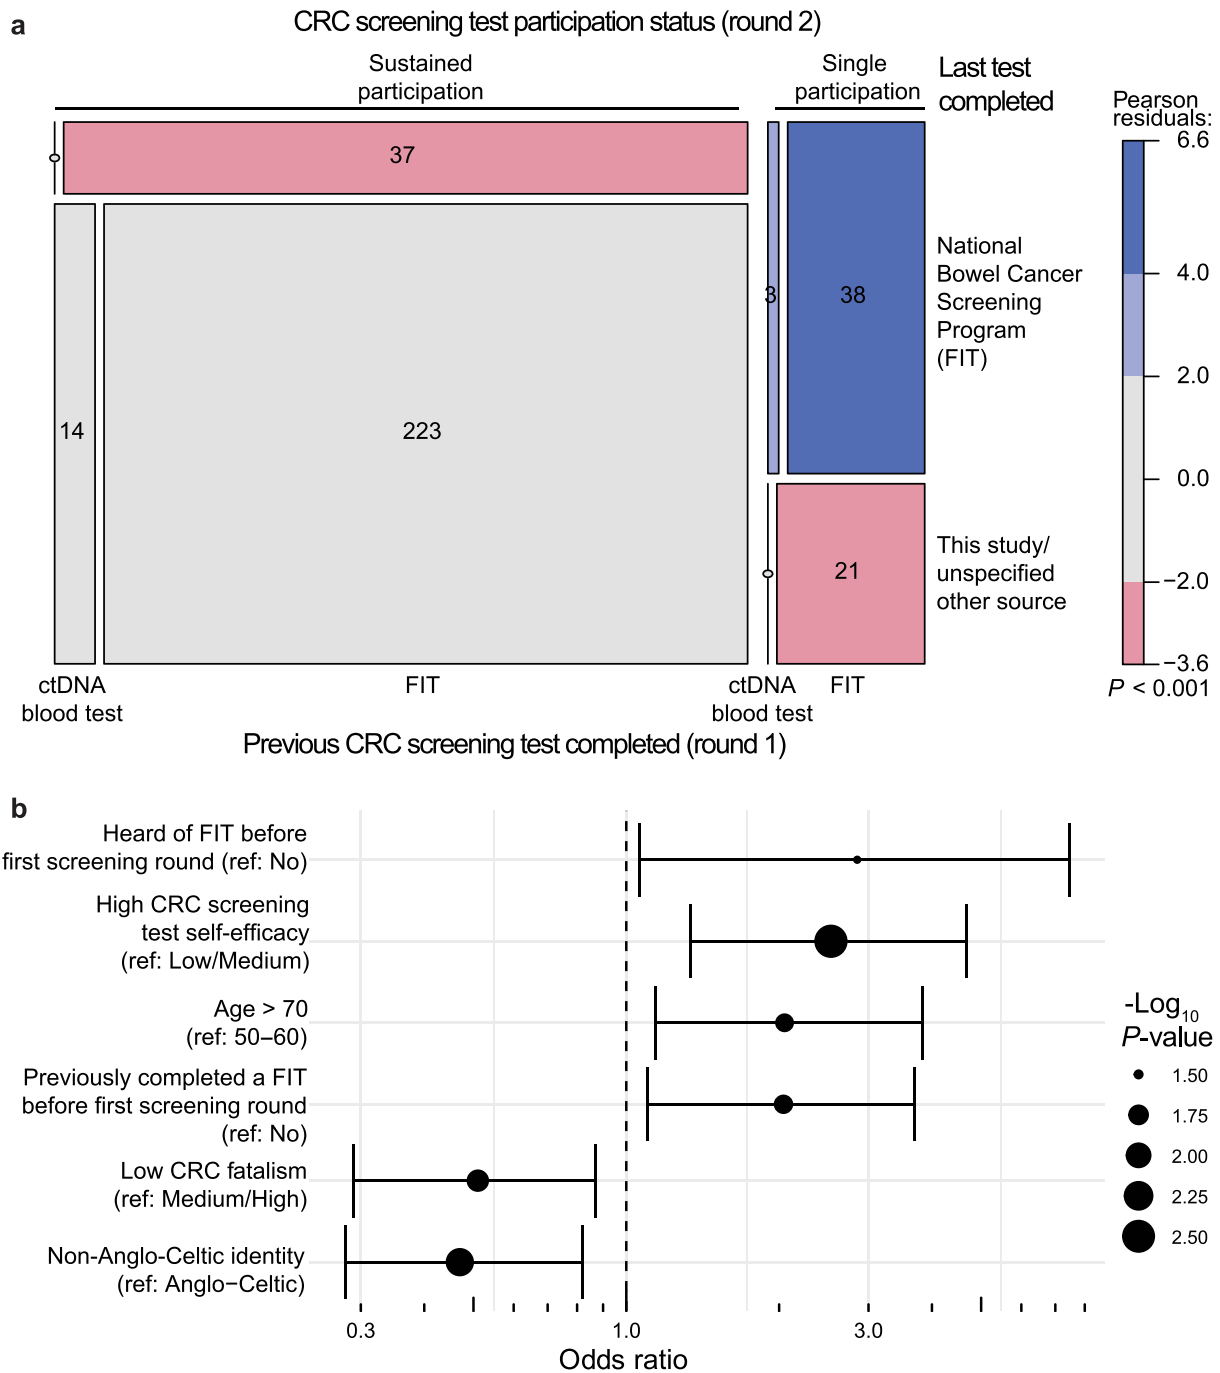 a
CRC screening test participation status (round 2)
Sustained
participation
Single
participation
Last test
completed
Pearson
residuals:
6.6
4.0
2.0
0.0
−2.0
−3.6
P < 0.001
0
37
14
223
3
38
0
21
National
Bowel Cancer
Screening
Program
(FIT)
This study/
unspecified
other source
ctDNA
blood test
FIT
ctDNA
blood test
FIT
Previous CRC screening test completed (round 1)
b
Heard of FIT before
first screening round (ref: No)
High CRC screening
test self-efficacy
(ref: Low/Medium)
Age > 70
(ref: 50–60)
Previously completed a FIT
before first screening round
(ref: No)
Low CRC fatalism
(ref: Medium/High)
Non-Anglo-Celtic identity
(ref: Anglo−Celtic)
0.3
1.0
3.0
Odds ratio
-Log10
P-value
1.50
1.75
2.00
2.25
2.50